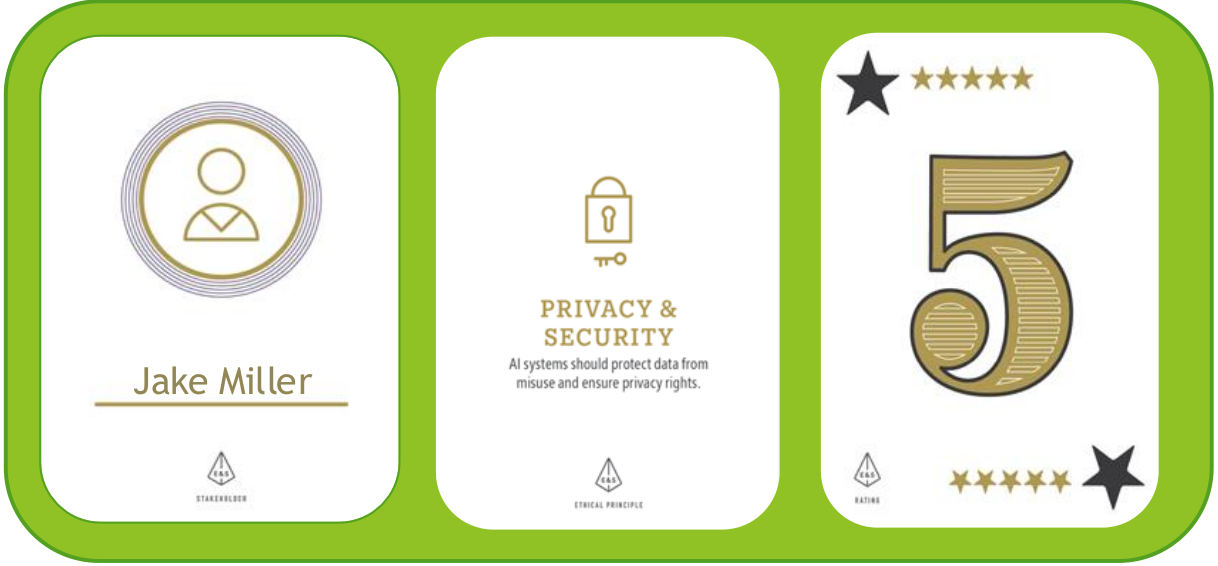 Jake Miller
E&S
STAKEHOLDER
PRIVACY &
SECURITY
AI systems should protect data from
misuse and ensure privacy rights.
E&S
ETHICAL PRINCIPLE
5
E&S
RATING